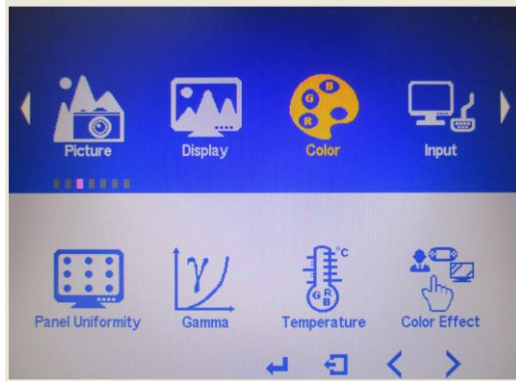 Picture Display Color Input
B
G
R
Panel Uniformity Gamma Temperature Color Effect
γ
°C
G R
B